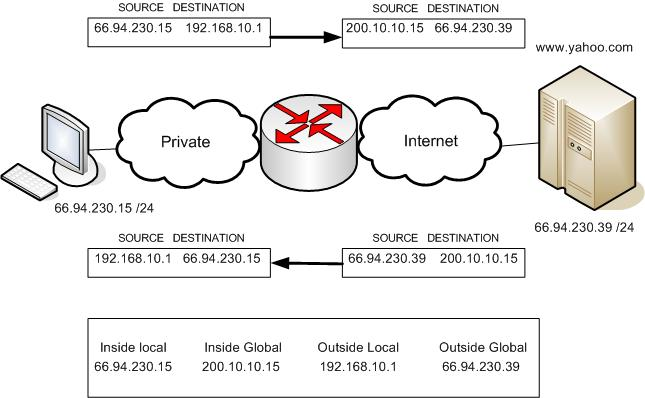 SOURCE DESTINATION
66.94.230.15 192.168.10.1
SOURCE DESTINATION
200.10.10.15 66.94.230.39
www.yahoo.com
Private
Internet
66.94.230.15 /24
66.94.230.39 /24
SOURCE DESTINATION
192.168.10.1 66.94.230.15
SOURCE DESTINATION
66.94.230.39 200.10.10.15
Inside local Inside Global Outside Local Outside Global
66.94.230.15 200.10.10.15 192.168.10.1 66.94.230.39